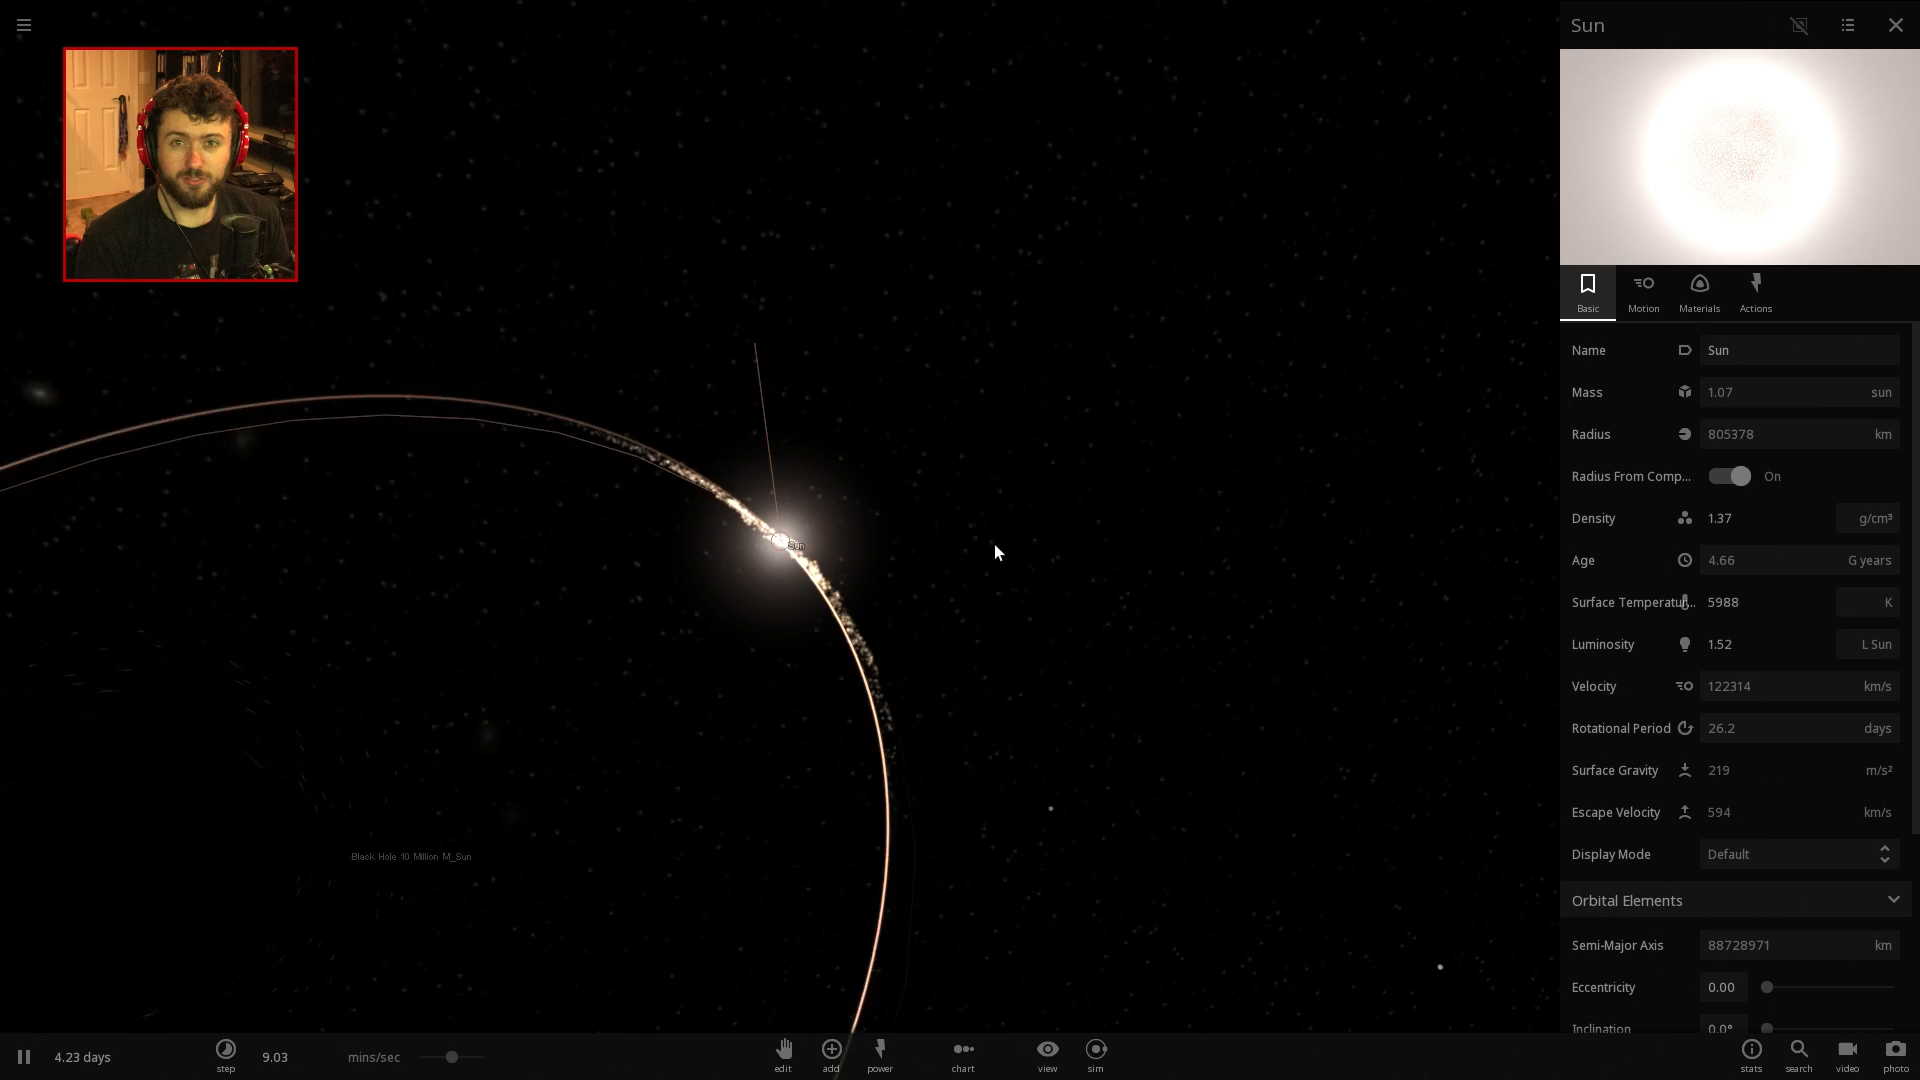 Sun
Basic
Motion
Materials
Actions
Name Sun
Mass 1.07 sun
Radius 805378 km
Radius From Comp... On
Density 1.37 g/cm³
Age 4.66 G years
Surface Temperatur... 5988 K
Luminosity 1.52 L Sun
Velocity 122314 km/s
Rotational Period 26.2 days
Surface Gravity 219 m/s²
Escape Velocity 594 km/s
Display Mode Default
Orbital Elements
Semi-Major Axis 88728971 km
Eccentricity 0.00
Inclination 0.0°
Sun
Black Hole 10 Million M_Sun
4.23 days
step
9.03 mins/sec
edit
add
power
chart
view
sim
stats
search
video
photo